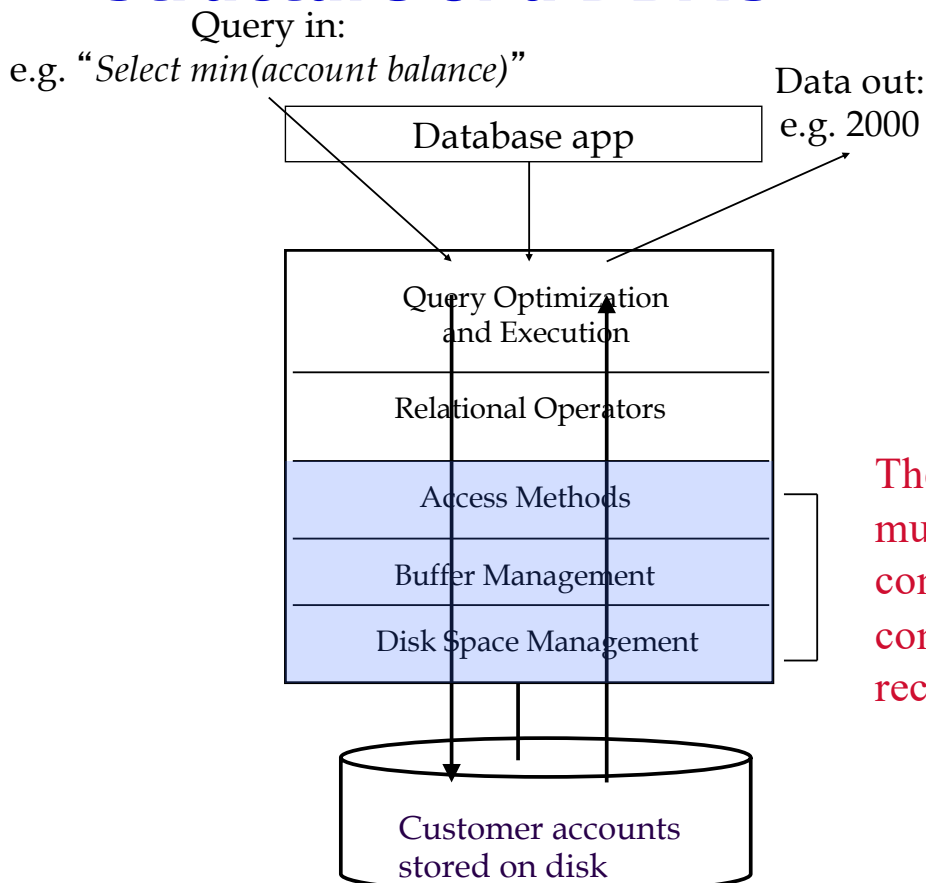 Query in:
e.g. “Select min(account balance)”
Data out:
e.g. 2000
Database app
Query Optimization
and Execution
Relational Operators
Access Methods
Buffer Management
Disk Space Management
Customer accounts
stored on disk